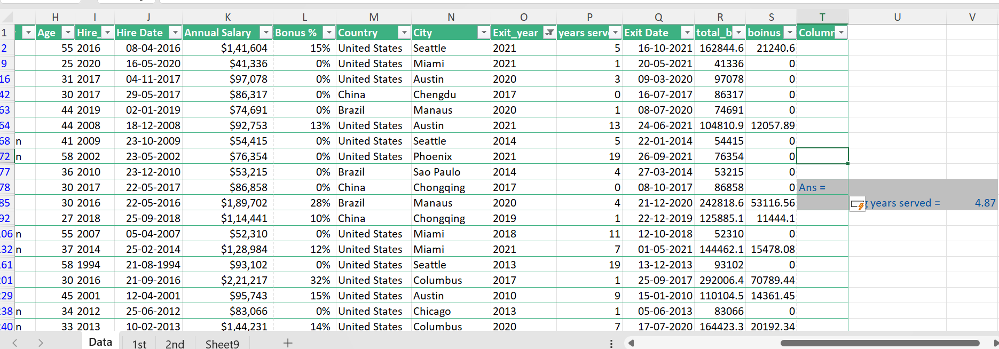 H I J K L M N O P Q R S T U V
1 Age Hire_ Hire Date Annual Salary Bonus % Country City Exit_year years serv Exit Date total_b boinus Column
2 55 2016 08-04-2016 $1,41,604 15% United States Seattle 2021 5 16-10-2021 162844.6 21240.6
9 25 2020 16-05-2020 $41,336 0% United States Miami 2021 1 20-05-2021 41336 0
16 31 2017 04-11-2017 $97,078 0% United States Austin 2020 3 09-03-2020 97078 0
42 30 2017 29-05-2017 $86,317 0% China Chengdu 2017 0 16-07-2017 86317 0
63 44 2019 02-01-2019 $74,691 0% Brazil Manaus 2020 1 08-07-2020 74691 0
64 44 2008 18-12-2008 $92,753 13% United States Austin 2021 13 24-06-2021 104810.9 12057.89
68 n 41 2009 23-10-2009 $54,415 0% United States Seattle 2014 5 22-01-2014 54415 0
72 n 58 2002 23-05-2002 $76,354 0% United States Phoenix 2021 19 26-09-2021 76354 0
77 36 2010 23-12-2010 $53,215 0% Brazil Sao Paulo 2014 4 27-03-2014 53215 0
78 30 2017 22-05-2017 $86,858 0% China Chongqing 2017 0 08-10-2017 86858 0 Ans =
85 30 2016 22-05-2016 $1,89,702 28% Brazil Manaus 2020 4 21-12-2020 242818.6 53116.56 years served = 4.87
92 27 2018 25-09-2018 $1,14,441 10% China Chongqing 2019 1 22-12-2019 125885.1 11444.1
06 n 55 2007 05-04-2007 $52,310 0% United States Miami 2018 11 12-10-2018 52310 0
32 n 37 2014 25-02-2014 $1,28,984 12% United States Miami 2021 7 01-05-2021 144462.1 15478.08
61 58 1994 21-08-1994 $93,102 0% United States Seattle 2013 19 13-12-2013 93102 0
01 30 2016 21-09-2016 $2,21,217 32% United States Columbus 2017 1 25-09-2017 292006.4 70789.44
29 45 2001 12-04-2001 $95,743 15% United States Austin 2010 9 15-01-2010 110104.5 14361.45
38 n 34 2012 25-06-2012 $83,066 0% United States Chicago 2013 1 05-06-2013 83066 0
40 n 33 2013 10-02-2013 $1,44,231 14% United States Columbus 2020 7 17-07-2020 164423.3 20192.34
Data 1st 2nd Sheet9